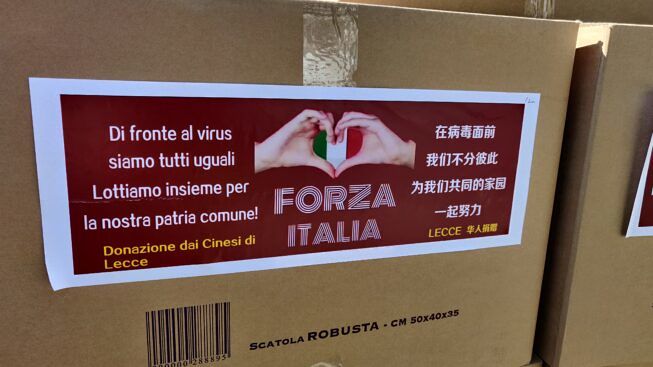 Di fronte al virus
siamo tutti uguali
Lottiamo insieme per
la nostra patria comune!
Donazione dai Cinesi di
Lecce
FORZA
ITALIA
在病毒面前
我们不分彼此
为我们共同的家园
一起努力
LECCE 华人捐赠
SCATOLA ROBUSTA - CM 50X40X35